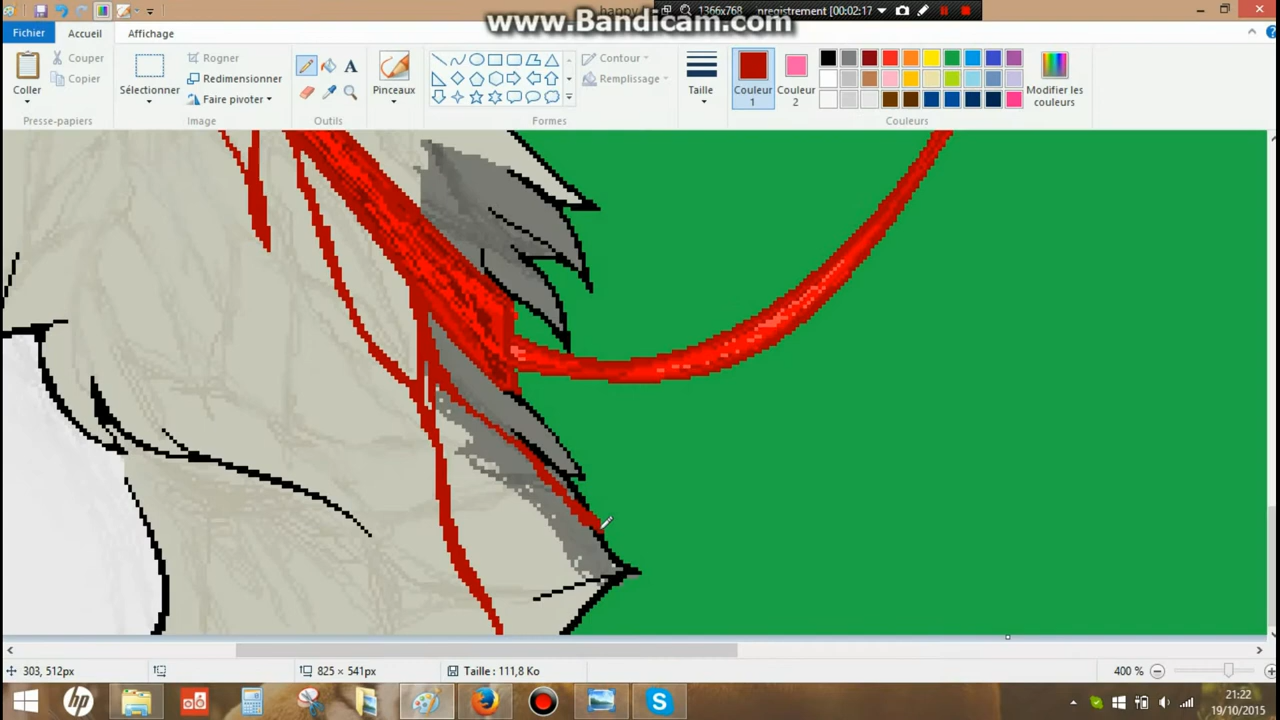 happy
www.Bandicam.com
1366x768
nregistrement [00:02:17]
Fichier
Accueil
Affichage
Coller
Couper
Copier
Presse-papiers
Sélectionner
Rogner
Redimensionner
Faire pivoter
Image
A
Outils
Pinceaux
Contour
Remplissage
Formes
Taille
Couleur 1
Couleur 2
Modifier les couleurs
Couleurs
303, 512px
825 × 541px
Taille : 111,8 Ko
400 %
hp
S
21:22
19/10/2015